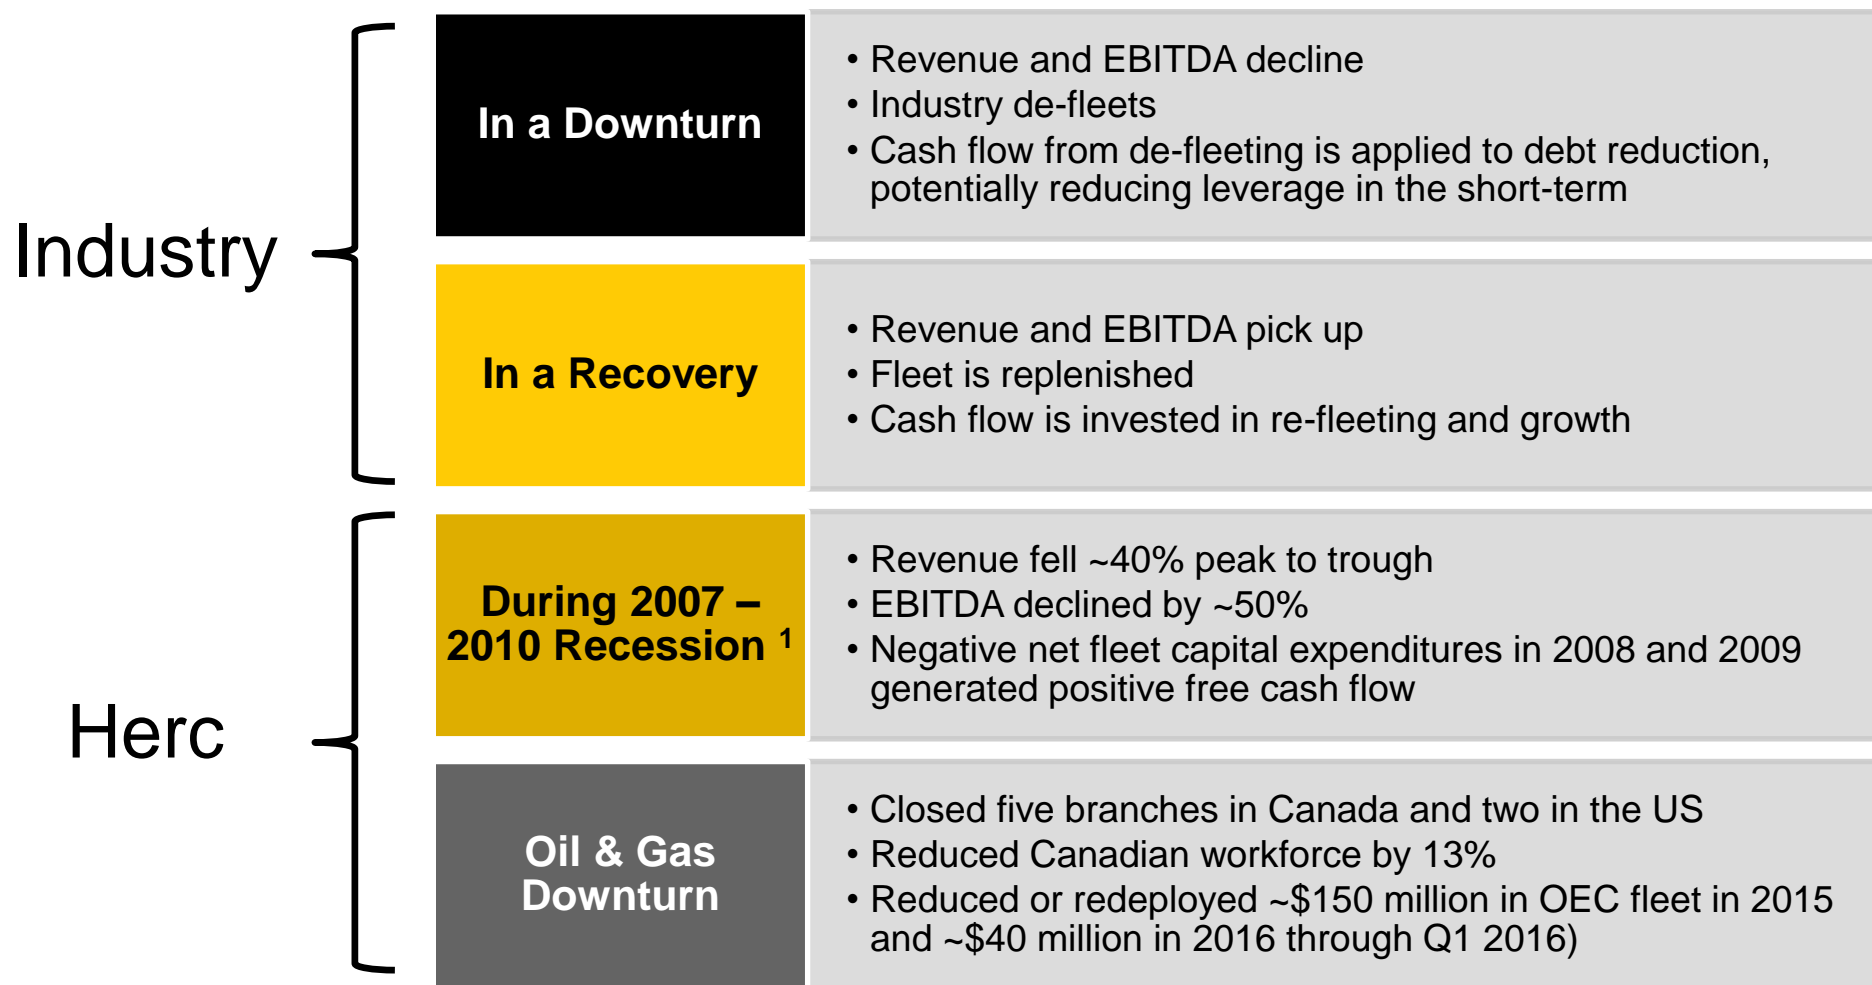 Industry
In a Downturn
• Revenue and EBITDA decline
• Industry de-fleets
• Cash flow from de-fleeting is applied to debt reduction,
potentially reducing leverage in the short-term
In a Recovery
• Revenue and EBITDA pick up
• Fleet is replenished
• Cash flow is invested in re-fleeting and growth
Herc
During 2007 –
2010 Recession ¹
• Revenue fell ~40% peak to trough
• EBITDA declined by ~50%
• Negative net fleet capital expenditures in 2008 and 2009
generated positive free cash flow
Oil & Gas
Downturn
• Closed five branches in Canada and two in the US
• Reduced Canadian workforce by 13%
• Reduced or redeployed ~$150 million in OEC fleet in 2015
and ~$40 million in 2016 through Q1 2016)